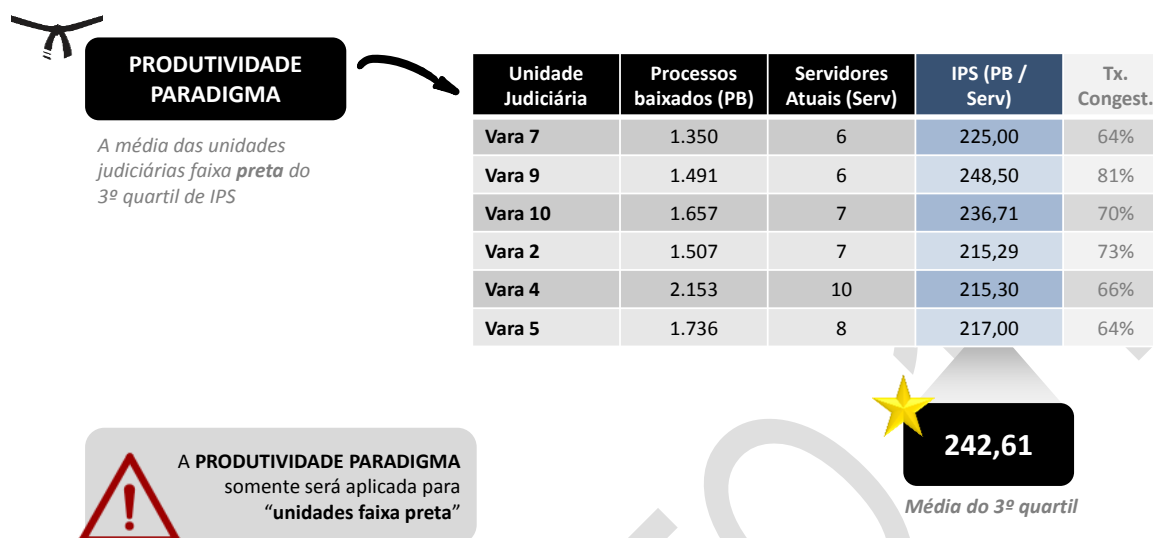 PRODUTIVIDADE
PARADIGMA
A média das unidades
judiciárias faixa preta do
3º quartil de IPS
Unidade Judiciária Processos baixados (PB) Servidores Atuais (Serv) IPS (PB / Serv) Tx. Congest.
Vara 7 1.350 6 225,00 64%
Vara 9 1.491 6 248,50 81%
Vara 10 1.657 7 236,71 70%
Vara 2 1.507 7 215,29 73%
Vara 4 2.153 10 215,30 66%
Vara 5 1.736 8 217,00 64%
242,61
Média do 3º quartil
A PRODUTIVIDADE PARADIGMA
somente será aplicada para
“unidades faixa preta”